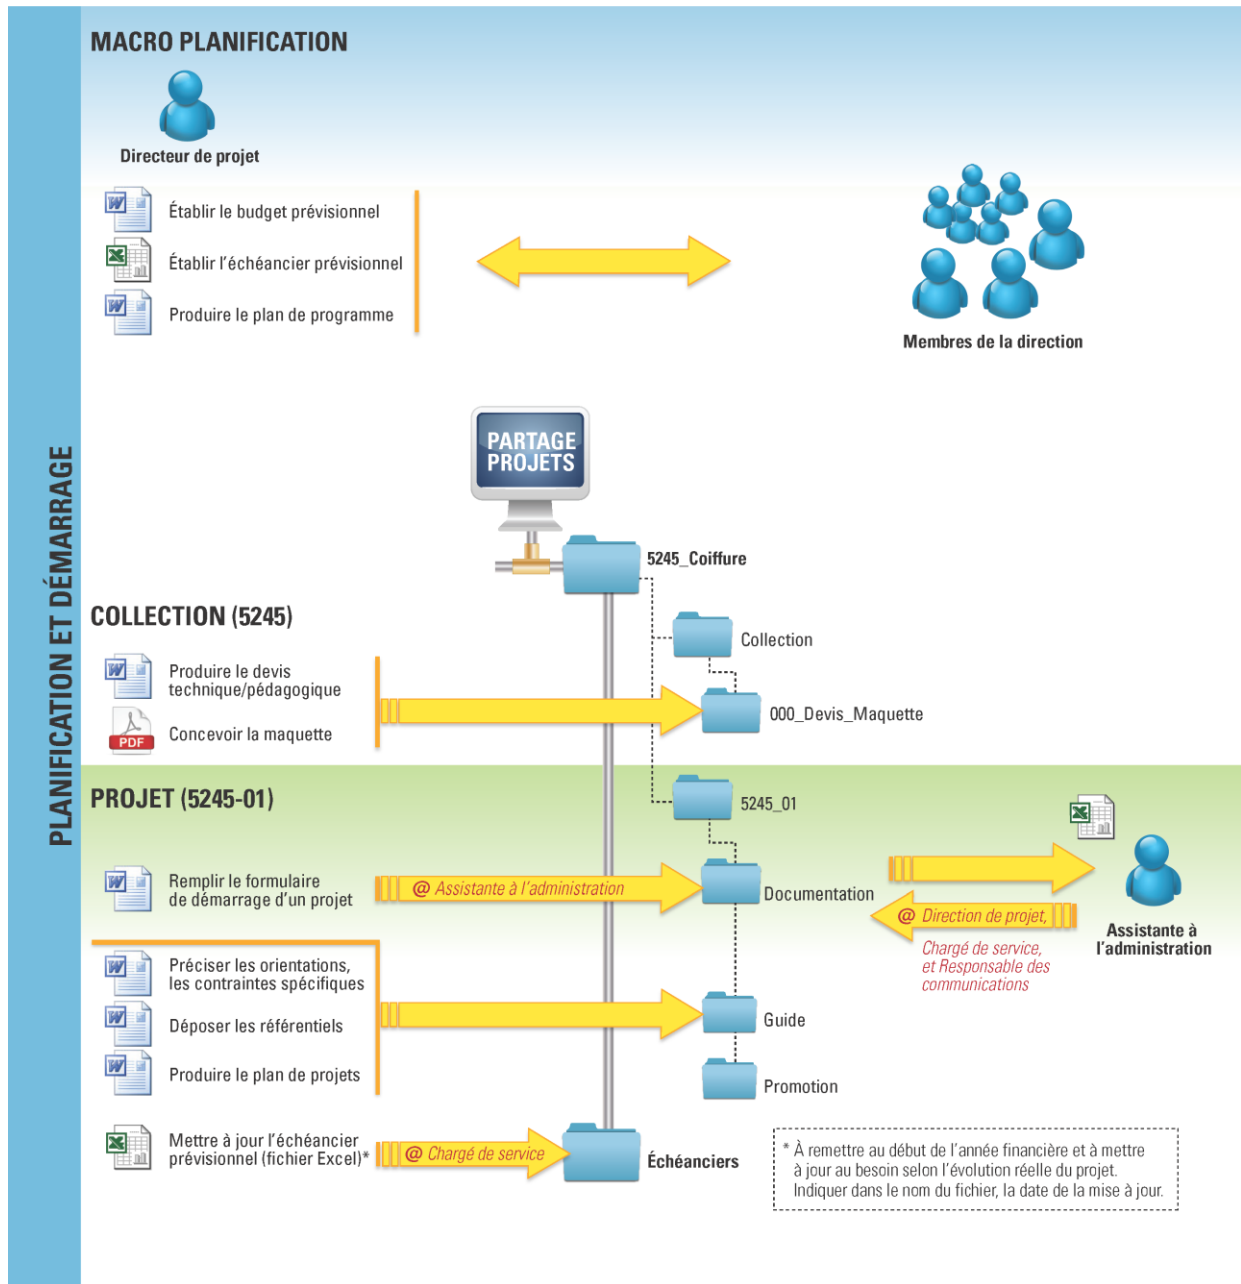 PLANIFICATION ET DÉMARRAGE
MACRO PLANIFICATION
Directeur de projet
W
Établir le budget prévisionnel
X
Établir l'échéancier prévisionnel
W
Produire le plan de programme
Membres de la direction
PARTAGE
PROJETS
5245_Coiffure
COLLECTION (5245)
Collection
W
Produire le devis
technique/pédagogique
PDF
Concevoir la maquette
000_Devis_Maquette
PROJET (5245-01)
5245_01
X
W
Remplir le formulaire
de démarrage d'un projet
@ Assistante à l'administration
Documentation
@ Direction de projet,
Chargé de service,
et Responsable des
communications
Assistante à
l'administration
W
Préciser les orientations,
les contraintes spécifiques
W
Déposer les référentiels
Guide
W
Produire le plan de projets
Promotion
X
Mettre à jour l'échéancier
prévisionnel (fichier Excel)*
@ Chargé de service
Échéanciers
* À remettre au début de l'année financière et à mettre
à jour au besoin selon l'évolution réelle du projet.
Indiquer dans le nom du fichier, la date de la mise à jour.